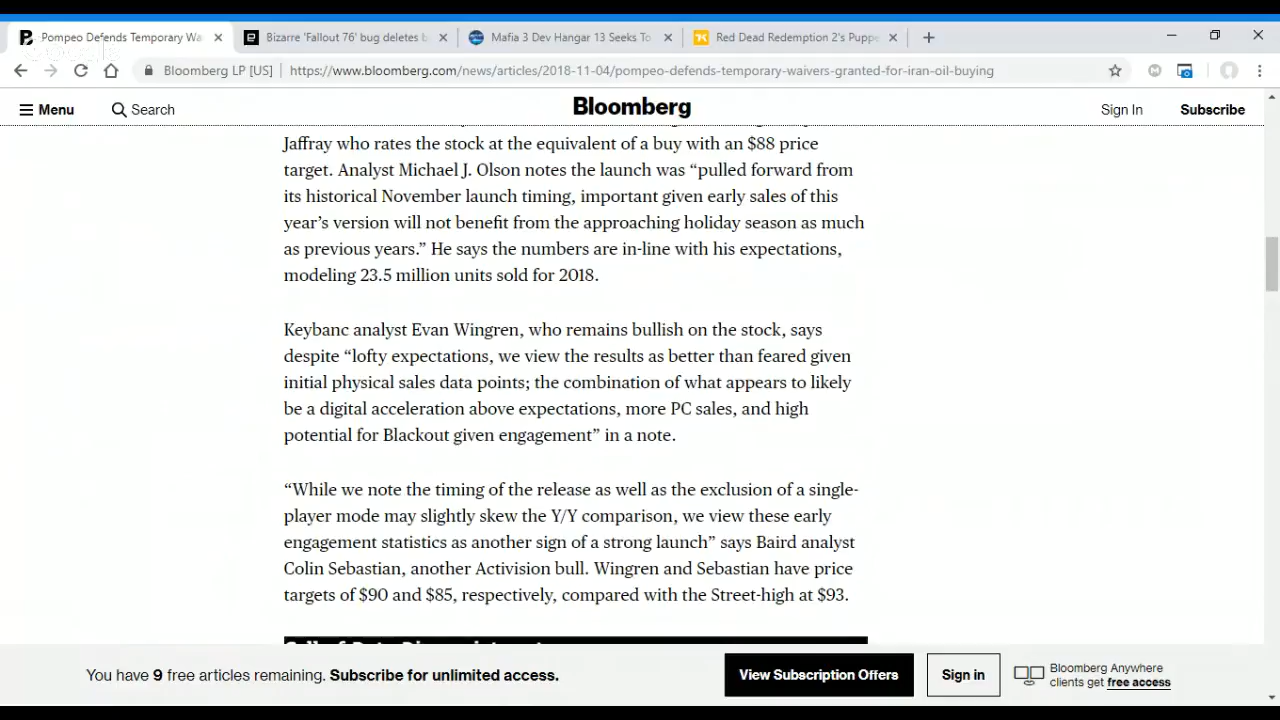 Pompeo Defends Temporary Wa
Bizarre 'Fallout 76' bug deletes b
Mafia 3 Dev Hangar 13 Seeks To
Red Dead Redemption 2's Puppe
Bloomberg LP [US] | https://www.bloomberg.com/news/articles/2018-11-04/pompeo-defends-temporary-waivers-granted-for-iran-oil-buying
Menu
Search
Bloomberg
Sign In
Subscribe
Jaffray who rates the stock at the equivalent of a buy with an $88 price
target. Analyst Michael J. Olson notes the launch was “pulled forward from
its historical November launch timing, important given early sales of this
year’s version will not benefit from the approaching holiday season as much
as previous years.” He says the numbers are in-line with his expectations,
modeling 23.5 million units sold for 2018.
Keybanc analyst Evan Wingren, who remains bullish on the stock, says
despite “lofty expectations, we view the results as better than feared given
initial physical sales data points; the combination of what appears to likely
be a digital acceleration above expectations, more PC sales, and high
potential for Blackout given engagement” in a note.
“While we note the timing of the release as well as the exclusion of a single-
player mode may slightly skew the Y/Y comparison, we view these early
engagement statistics as another sign of a strong launch” says Baird analyst
Colin Sebastian, another Activision bull. Wingren and Sebastian have price
targets of $90 and $85, respectively, compared with the Street-high at $93.
You have 9 free articles remaining. Subscribe for unlimited access.
View Subscription Offers
Sign in
Bloomberg Anywhere
clients get free access